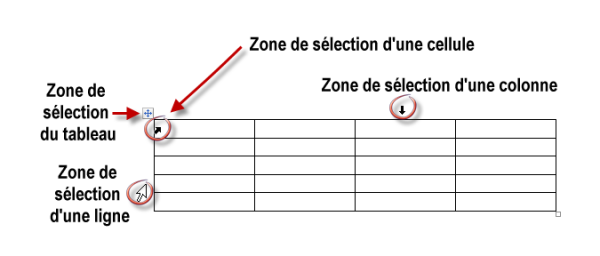 Zone de sélection d'une cellule
Zone de sélection d'une colonne
Zone de
sélection
du tableau
Zone de
sélection
d'une ligne